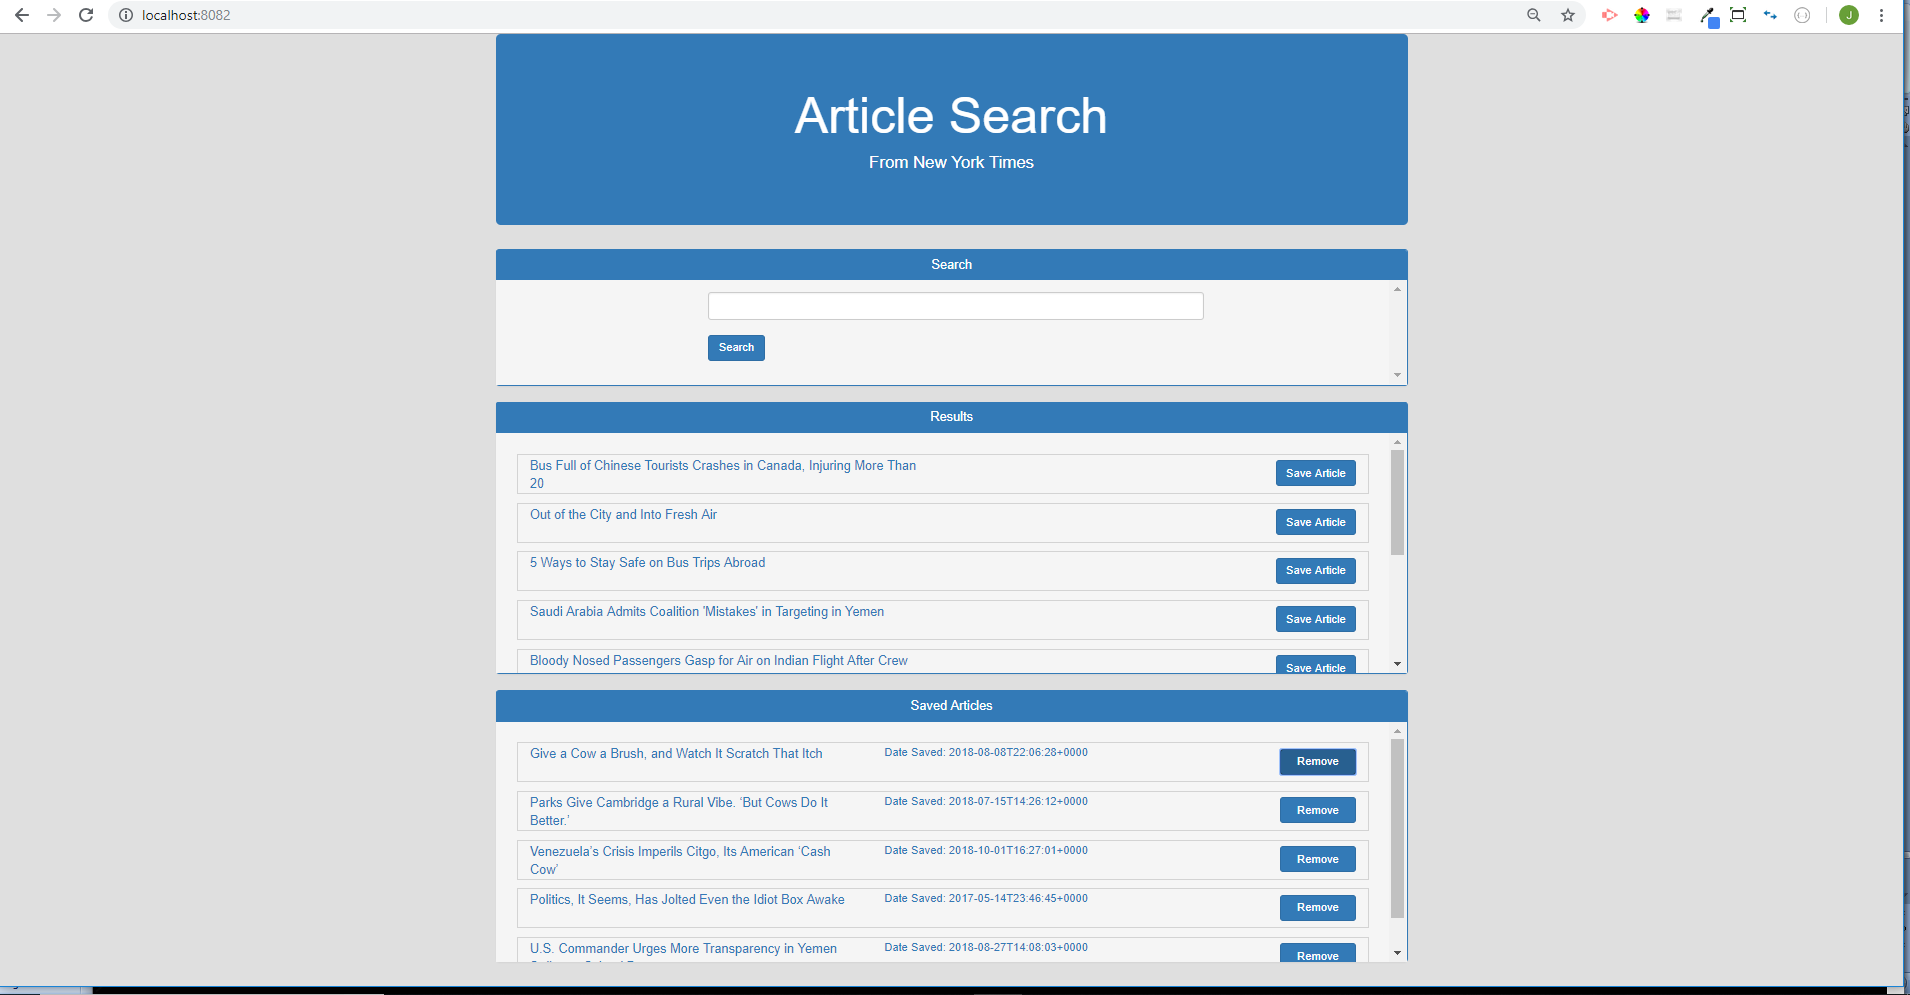 localhost:8082
J
Article Search
From New York Times
Search
Search
Results
Bus Full of Chinese Tourists Crashes in Canada, Injuring More Than
20
Save Article
Out of the City and Into Fresh Air
Save Article
5 Ways to Stay Safe on Bus Trips Abroad
Save Article
Saudi Arabia Admits Coalition 'Mistakes' in Targeting in Yemen
Save Article
Bloody Nosed Passengers Gasp for Air on Indian Flight After Crew
Save Article
Saved Articles
Give a Cow a Brush, and Watch It Scratch That Itch
Date Saved: 2018-08-08T22:06:28+0000
Remove
Parks Give Cambridge a Rural Vibe. ‘But Cows Do It
Better.’
Date Saved: 2018-07-15T14:26:12+0000
Remove
Venezuela’s Crisis Imperils Citgo, Its American ‘Cash
Cow’
Date Saved: 2018-10-01T16:27:01+0000
Remove
Politics, It Seems, Has Jolted Even the Idiot Box Awake
Date Saved: 2017-05-14T23:46:45+0000
Remove
U.S. Commander Urges More Transparency in Yemen
Date Saved: 2018-08-27T14:08:03+0000
Remove